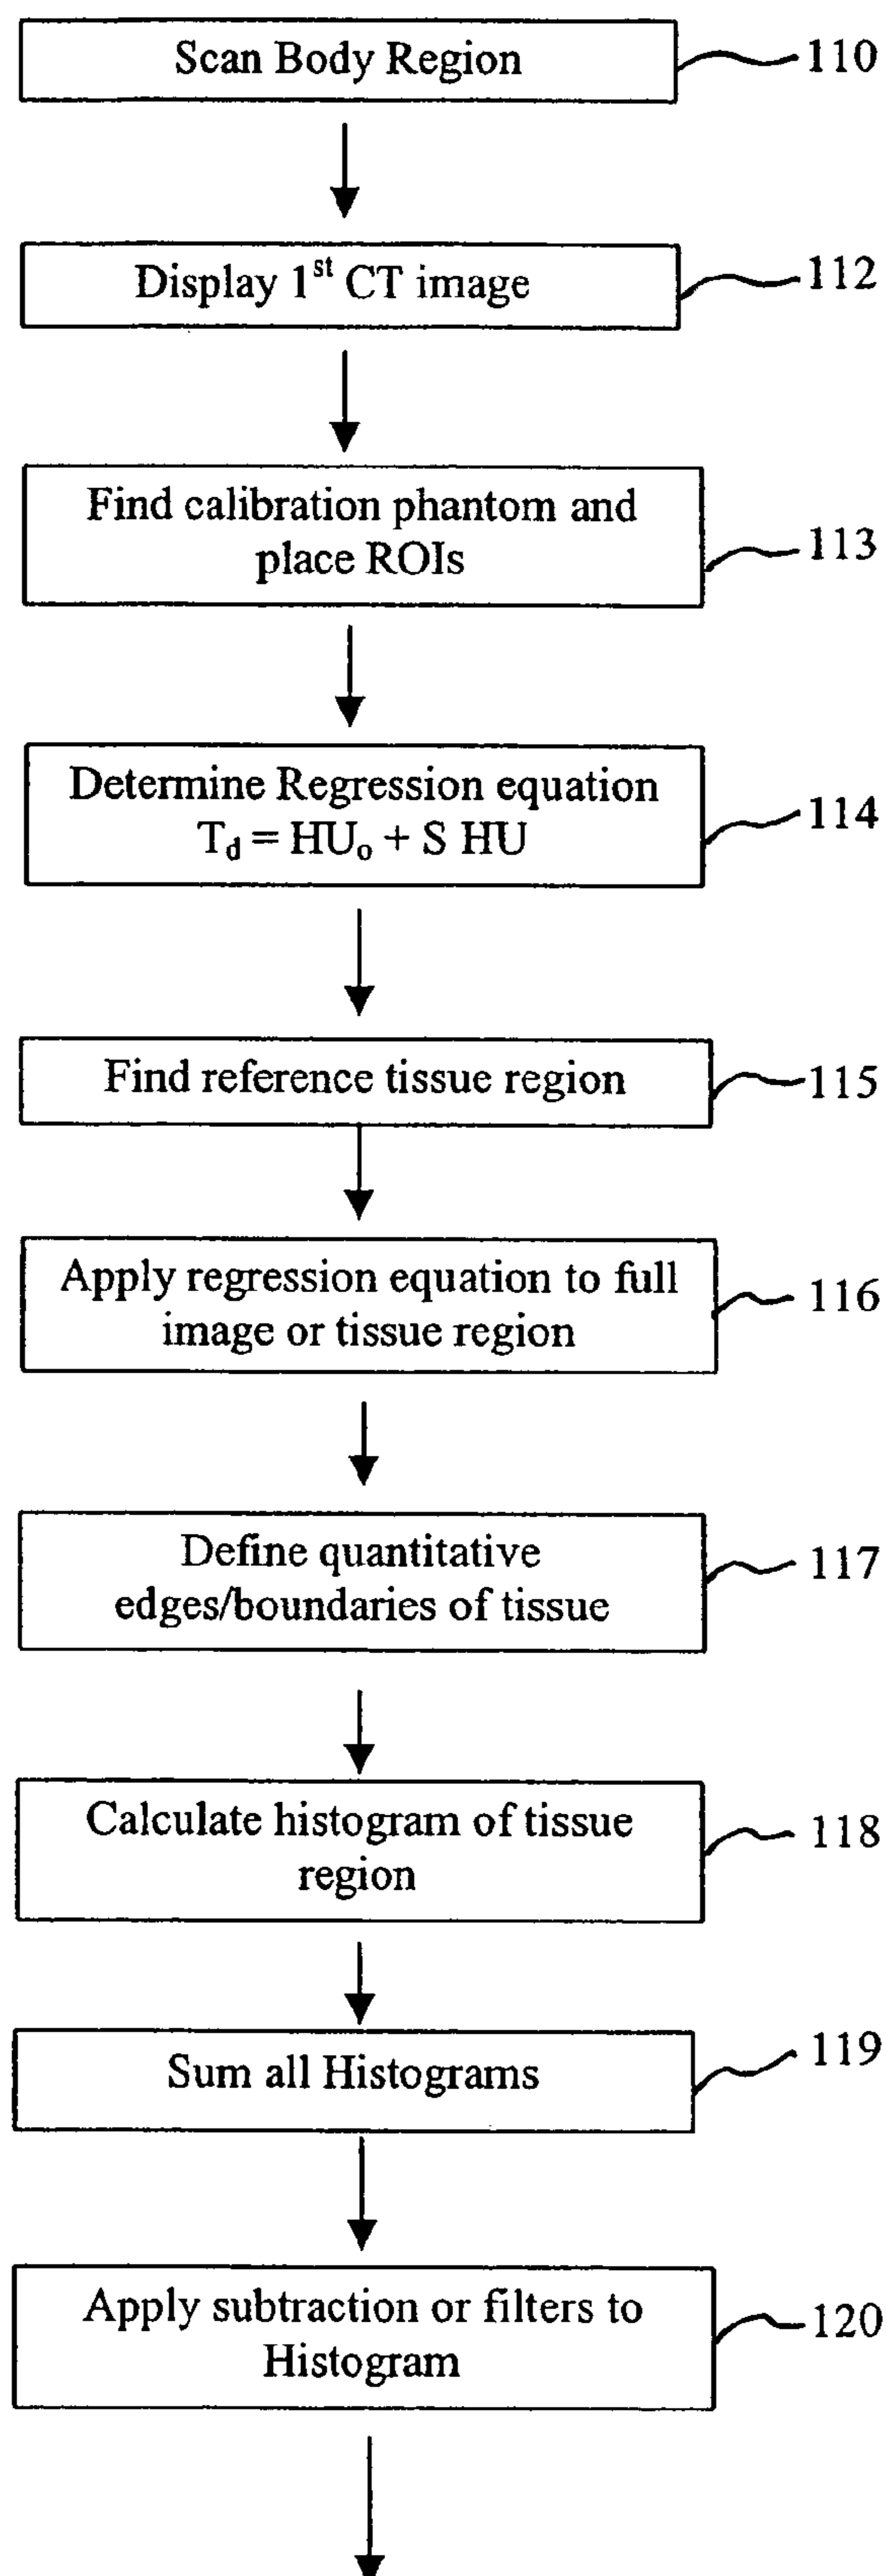 Scan Body Region
110
Display 1st CT image
112
Find calibration phantom and
place ROIs
113
Determine Regression equation
Td = HUo + S HU
114
Find reference tissue region
115
Apply regression equation to full
image or tissue region
116
Define quantitative
edges/boundaries of tissue
117
Calculate histogram of tissue
region
118
Sum all Histograms
119
Apply subtraction or filters to
Histogram
120